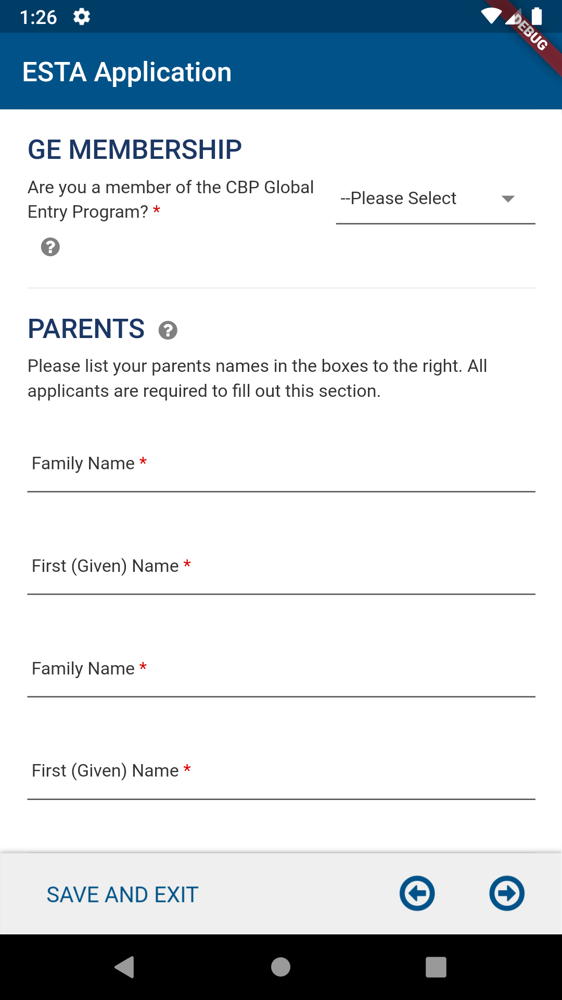 1:26
DEBUG
ESTA Application
GE MEMBERSHIP
Are you a member of the CBP Global
Entry Program? *
--Please Select
PARENTS
Please list your parents names in the boxes to the right. All
applicants are required to fill out this section.
Family Name *
First (Given) Name *
Family Name *
First (Given) Name *
SAVE AND EXIT